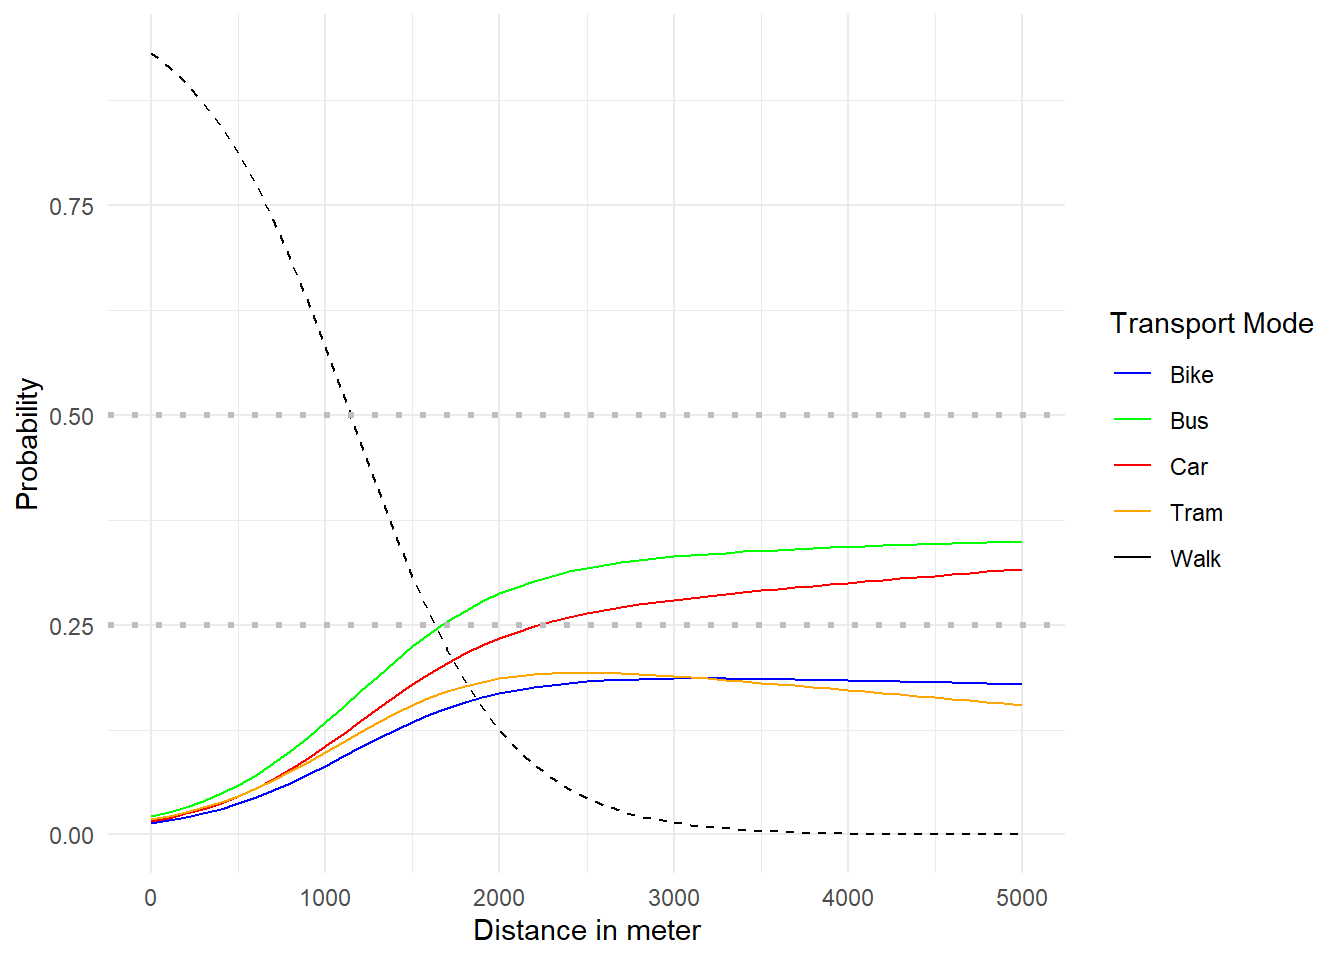 Probability
0.75
0.50
0.25
0.00
0 1000 2000 3000 4000 5000
Distance in meter
Transport Mode
Bike
Bus
Car
Tram
Walk